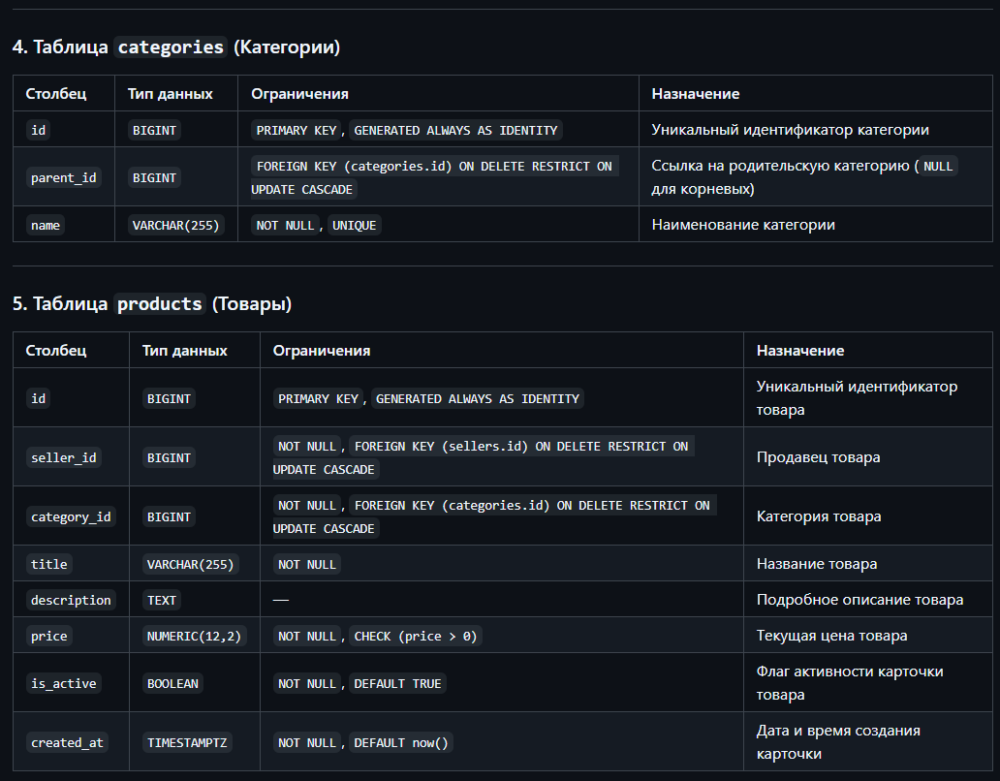 4. Таблица categories (Категории)
Столбец Тип данных Ограничения Назначение
id BIGINT PRIMARY KEY, GENERATED ALWAYS AS IDENTITY Уникальный идентификатор категории
parent_id BIGINT FOREIGN KEY (categories.id) ON DELETE RESTRICT ON
UPDATE CASCADE
Ссылка на родительскую категорию ( NULL
для корневых)
name VARCHAR(255) NOT NULL, UNIQUE Наименование категории
5. Таблица products (Товары)
Столбец Тип данных Ограничения Назначение
id BIGINT PRIMARY KEY, GENERATED ALWAYS AS IDENTITY Уникальный идентификатор
товара
seller_id BIGINT NOT NULL, FOREIGN KEY (sellers.id) ON DELETE RESTRICT ON
UPDATE CASCADE
Продавец товара
category_id BIGINT NOT NULL, FOREIGN KEY (categories.id) ON DELETE RESTRICT ON
UPDATE CASCADE
Категория товара
title VARCHAR(255) NOT NULL Название товара
description TEXT — Подробное описание товара
price NUMERIC(12,2) NOT NULL, CHECK (price > 0) Текущая цена товара
is_active BOOLEAN NOT NULL, DEFAULT TRUE Флаг активности карточки
товара
created_at TIMESTAMPTZ NOT NULL, DEFAULT now() Дата и время создания
карточки